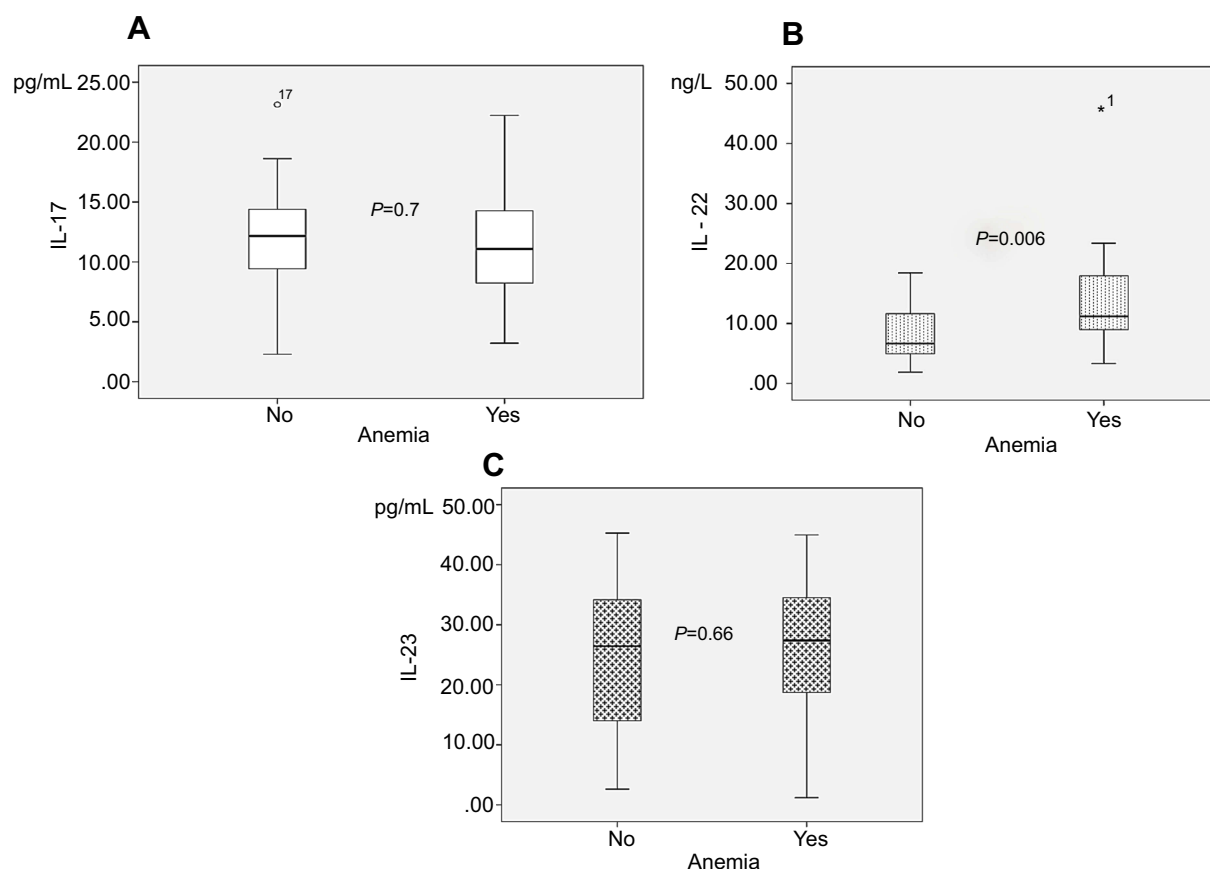 A
pg/mL 25.00
17
20.00
15.00
P=0.7
IL-17
10.00
5.00
.00
No Yes
Anemia
B
ng/L 50.00
*1
40.00
30.00
IL - 22
P=0.006
20.00
10.00
.00
No Yes
Anemia
C
pg/mL 50.00
40.00
30.00
P=0.66
IL-23
20.00
10.00
.00
No Yes
Anemia